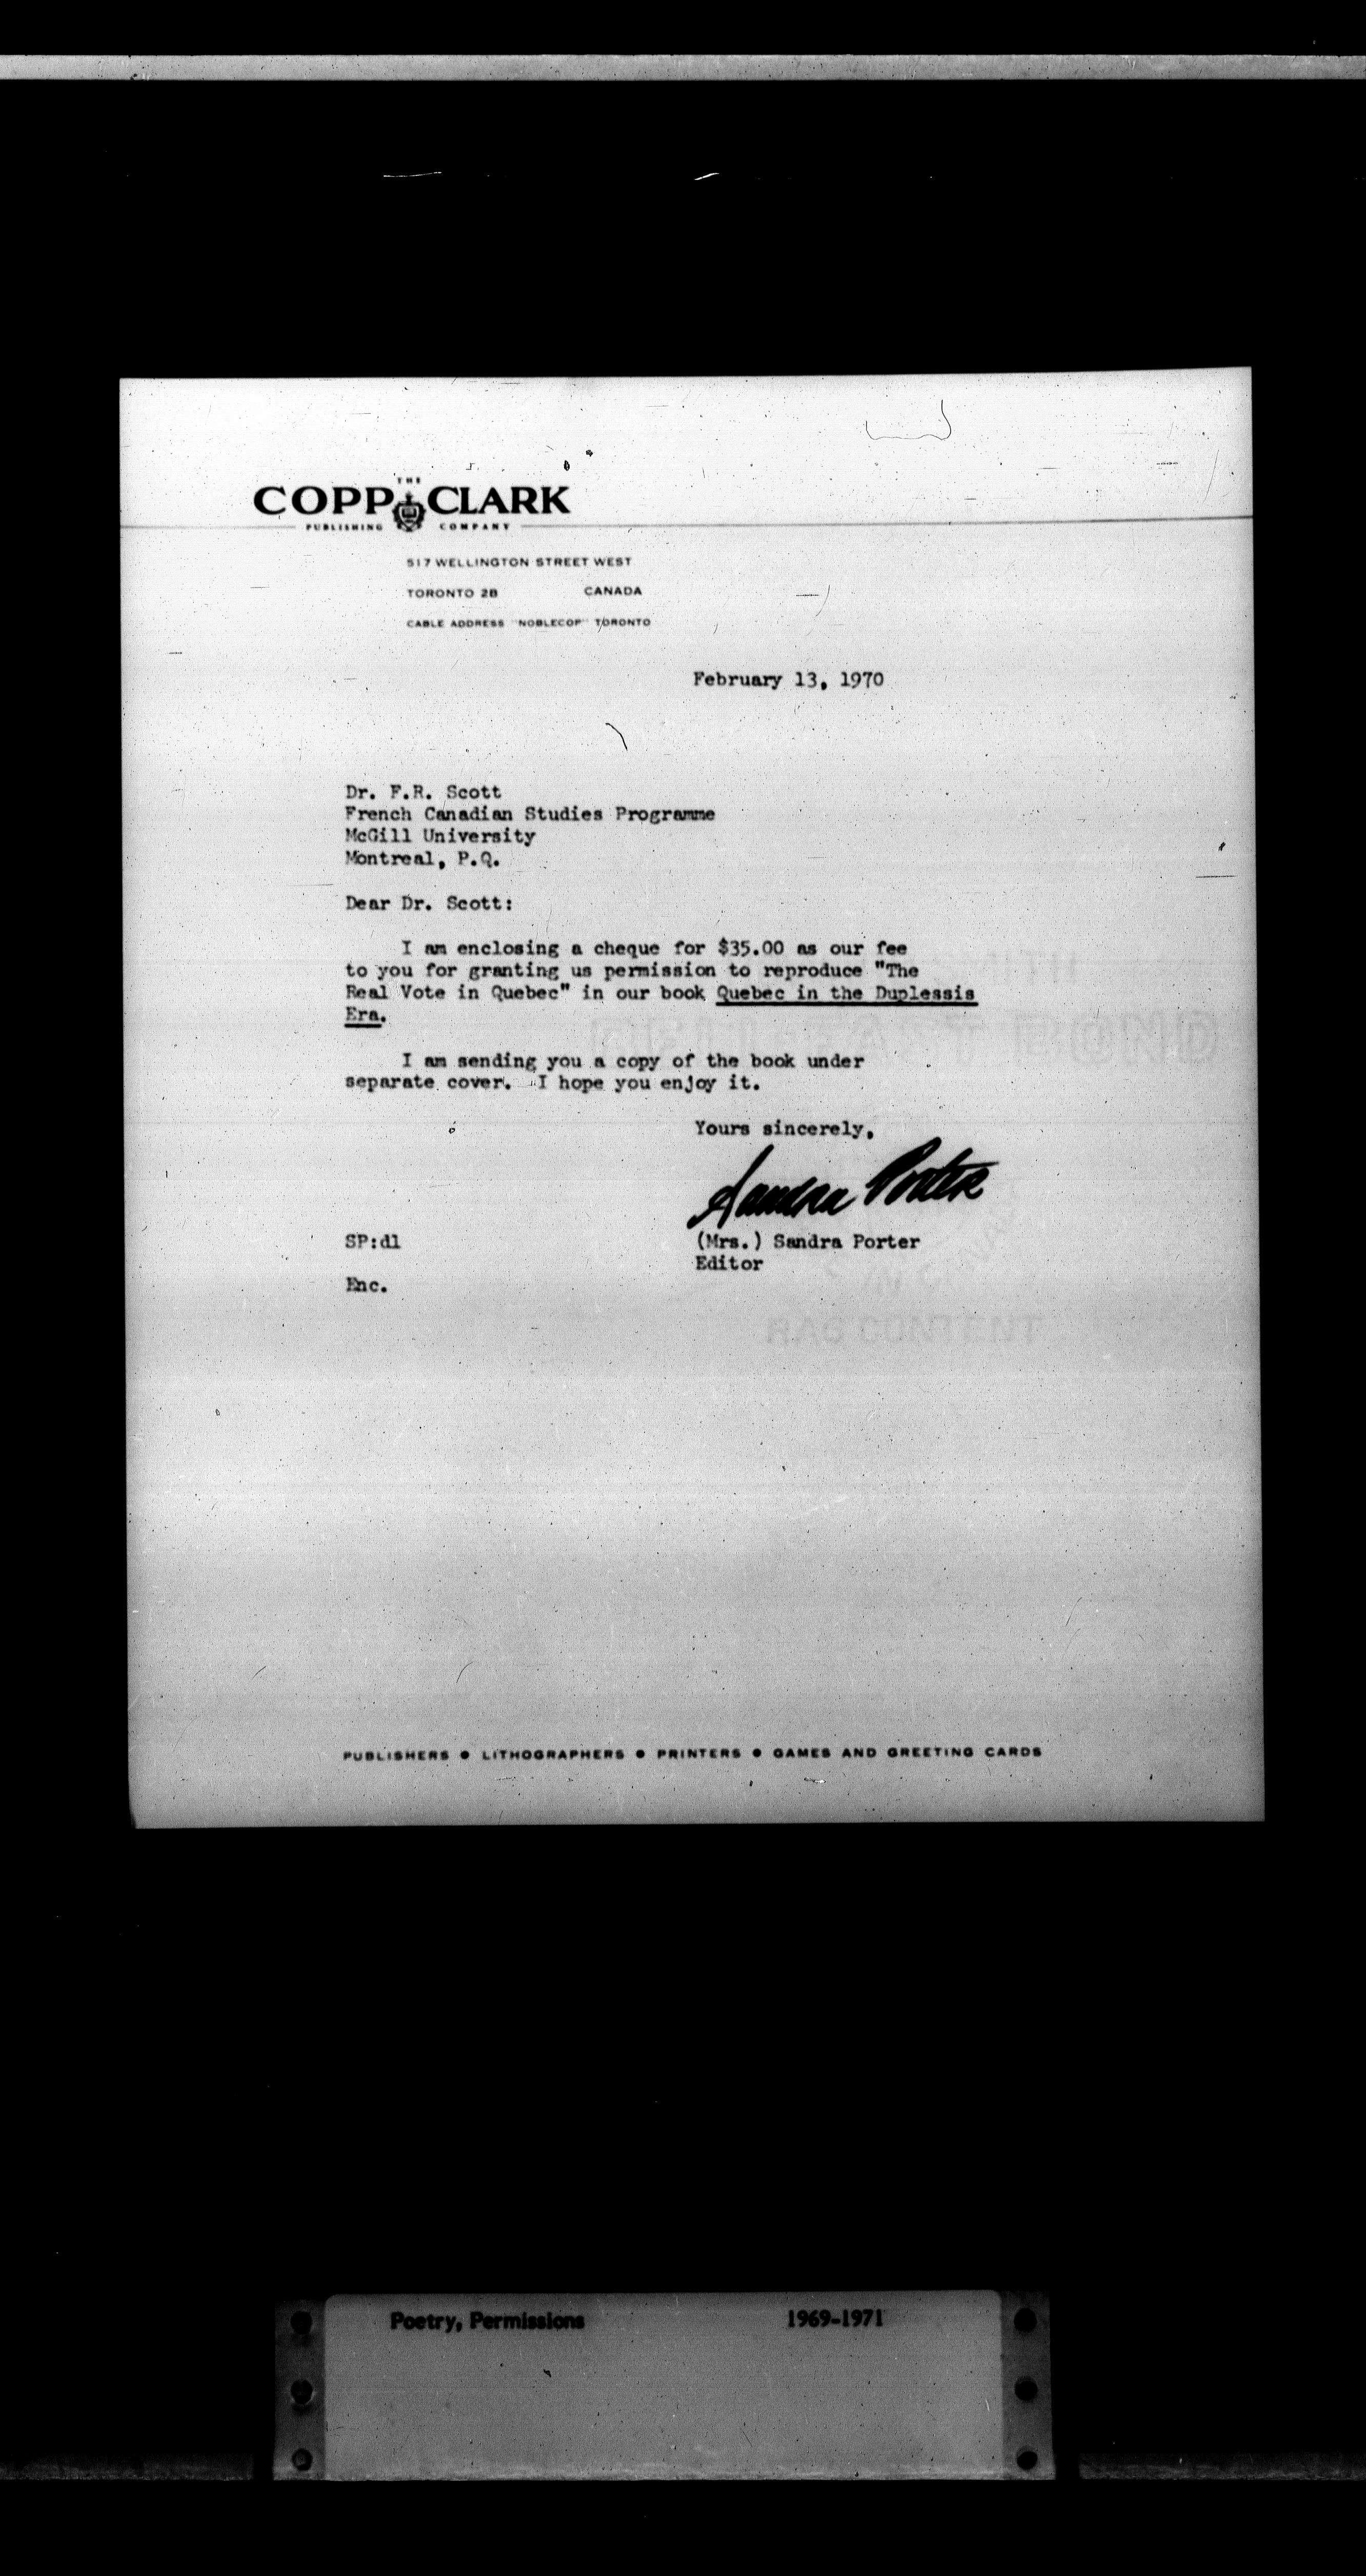 THE
COPP CLARK
PUBLISHING COMPANY
517 WELLINGTON STREET WEST
TORONTO 2B CANADA
CABLE ADDRESS "NOBLECOP" TORONTO
February 13, 1970
Dr. F.R. Scott
French Canadian Studies Programme
McGill University
Montreal, P.Q.
Dear Dr. Scott:
I am enclosing a cheque for $35.00 as our fee
to you for granting us permission to reproduce "The
Real Vote in Quebec" in our book Quebec in the Duplessis
Era.
I am sending you a copy of the book under
separate cover. I hope you enjoy it.
Yours sincerely,
Sandra Porter
SP:dl (Mrs.) Sandra Porter
Editor
Enc.
RAG CONTENT
PUBLISHERS ● LITHOGRAPHERS ● PRINTERS ● GAMES AND GREETING CARDS
Poetry, Permissions 1969-1971